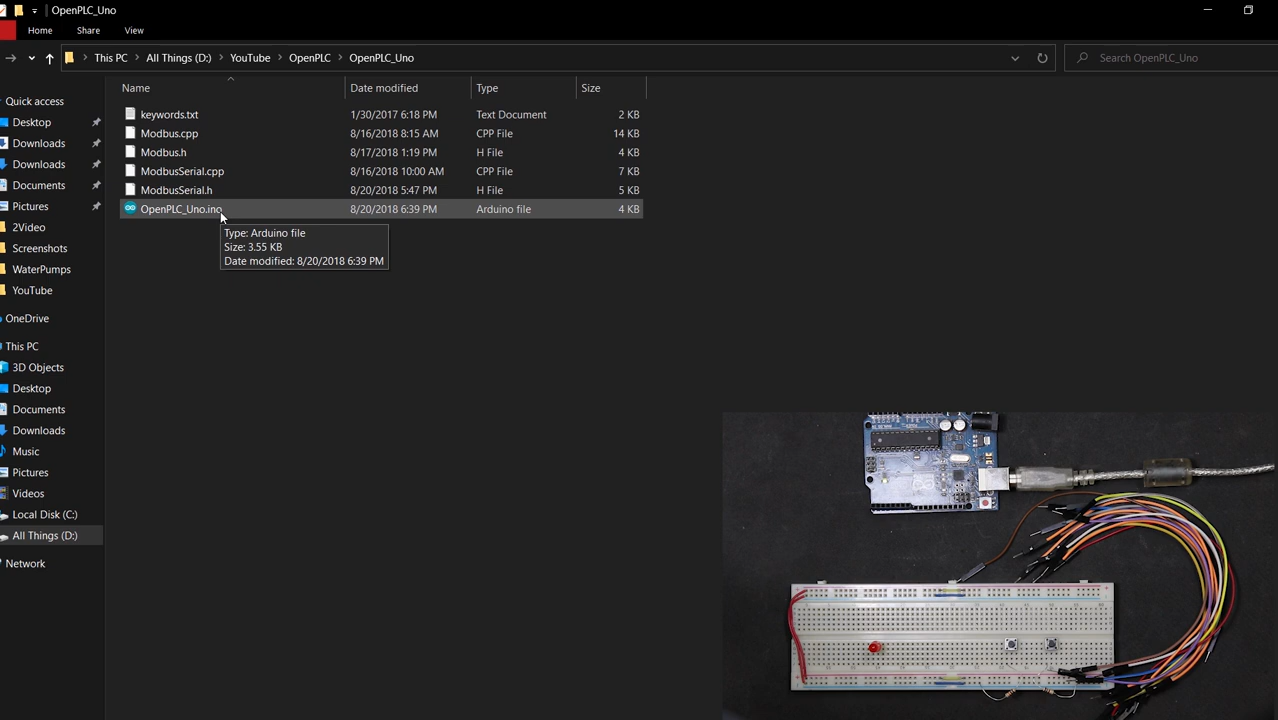 OpenPLC_Uno
Home Share View
This PC All Things (D:) YouTube OpenPLC OpenPLC_Uno
Search OpenPLC_Uno
Name Date modified Type Size
keywords.txt 1/30/2017 6:18 PM Text Document 2 KB
Modbus.cpp 8/16/2018 8:15 AM CPP File 14 KB
Modbus.h 8/17/2018 1:19 PM H File 4 KB
ModbusSerial.cpp 8/16/2018 10:00 AM CPP File 7 KB
ModbusSerial.h 8/20/2018 5:47 PM H File 5 KB
OpenPLC_Uno.ino 8/20/2018 6:39 PM Arduino file 4 KB
Type: Arduino file
Size: 3.55 KB
Date modified: 8/20/2018 6:39 PM
Quick access
Desktop
Downloads
Downloads
Documents
Pictures
2Video
Screenshots
WaterPumps
YouTube
OneDrive
This PC
3D Objects
Desktop
Documents
Downloads
Music
Pictures
Videos
Local Disk (C:)
All Things (D:)
Network